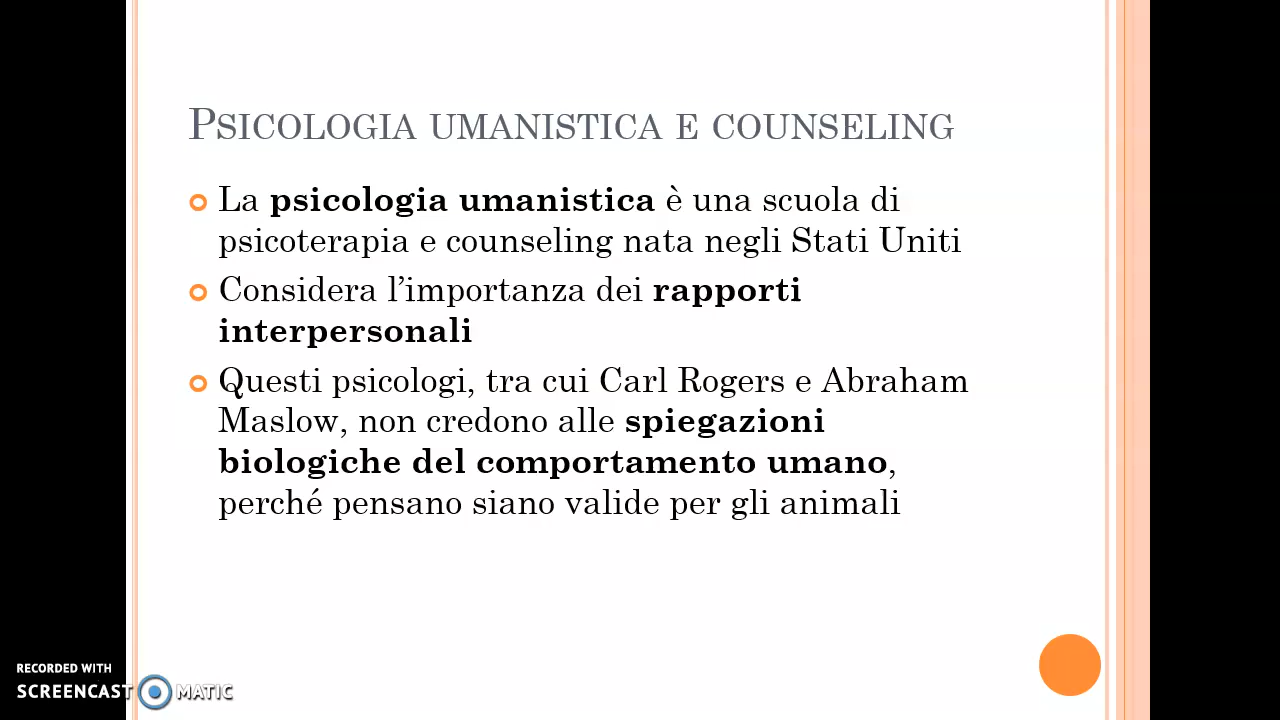 Psicologia umanistica e counseling
La psicologia umanistica è una scuola di
psicoterapia e counseling nata negli Stati Uniti
Considera l’importanza dei rapporti
interpersonali
Questi psicologi, tra cui Carl Rogers e Abraham
Maslow, non credono alle spiegazioni
biologiche del comportamento umano,
perché pensano siano valide per gli animali
RECORDED WITH
SCREENCAST MATIC